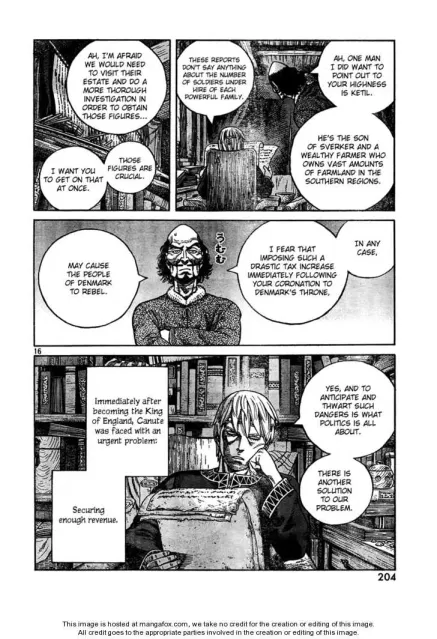 AH, I'M AFRAID
WE WOULD NEED
TO VISIT THEIR
ESTATE AND DO A
MORE THOROUGH
INVESTIGATION IN
ORDER TO OBTAIN
THOSE FIGURES...
THOSE
FIGURES ARE
CRUCIAL.
I WANT YOU
TO GET ON THAT
AT ONCE.
THESE REPORTS
DON'T SAY ANYTHING
ABOUT THE NUMBER
OF SOLDIERS UNDER
HIRE OF EACH
POWERFUL FAMILY.
AH, ONE MAN
I DID WANT TO
POINT OUT TO
YOUR HIGHNESS
IS KETIL.
HE'S THE SON
OF SVERKER AND A
WEALTHY FARMER WHO
OWNS VAST AMOUNTS
OF FARMLAND IN THE
SOUTHERN REGIONS.
IN ANY
CASE,
I FEAR THAT
IMPOSING SUCH A
DRASTIC TAX INCREASE
IMMEDIATELY FOLLOWING
YOUR CORONATION TO
DENMARK'S THRONE,
うむむ
MAY CAUSE
THE PEOPLE
OF DENMARK
TO REBEL.
16
Immediately after
becoming the King
of England, Canute
was faced with an
urgent problem:
Securing
enough revenue.
YES, AND TO
ANTICIPATE AND
THWART SUCH
DANGERS IS WHAT
POLITICS IS ALL
ABOUT.
THERE IS
ANOTHER
SOLUTION
TO OUR
PROBLEM.
204
This image is hosted at mangafox.com, we take no credit for the creation or editing of this image.
All credit goes to the appropriate parties involved in the creation or editing of this image.